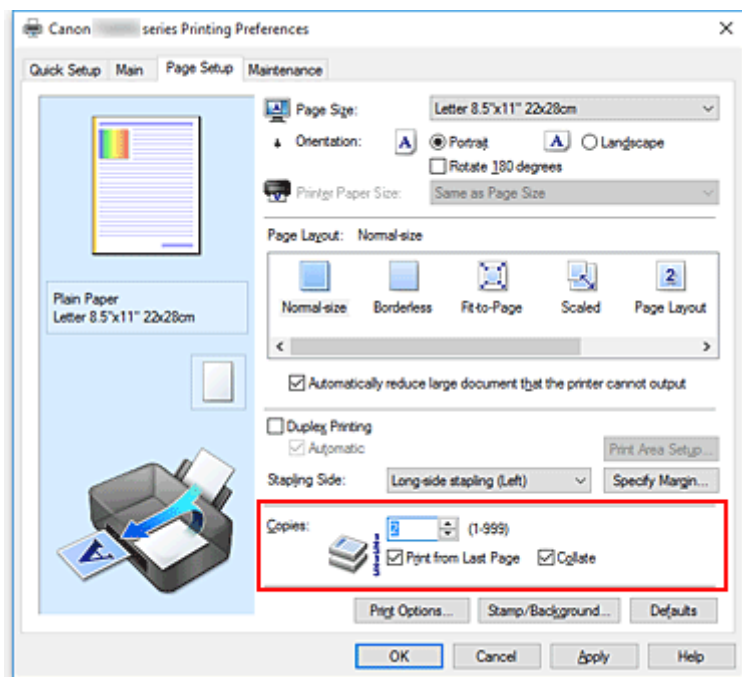 Canon series Printing Preferences
Quick Setup Main Page Setup Maintenance
Page Size: Letter 8.5"x11" 22x28cm
Orientation: A Portrait A Landscape
Rotate 180 degrees
Printer Paper Size: Same as Page Size
Page Layout: Normal-size
2
Normal-size Borderless Fit-to-Page Scaled Page Layout
Plain Paper
Letter 8.5"x11" 22x28cm
Automatically reduce large document that the printer cannot output
Duplex Printing
Automatic Print Area Setup...
Stapling Side: Long-side stapling (Left) Specify Margin...
Copies: 2 (1-999)
Print from Last Page Collate
Print Options... Stamp/Background... Defaults
OK Cancel Apply Help